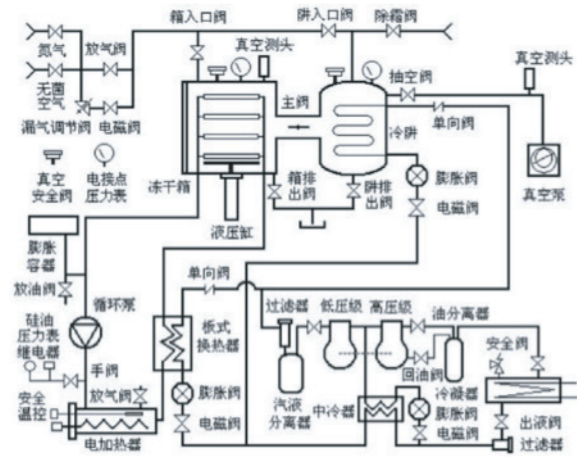 箱入口阀
阱入口阀
除霜阀
氮气
放气阀
真空测头
真空测头
无菌
空气
主阀
抽空阀
单向阀
漏气调节阀
电磁阀
冷阱
真空
安全阀
电接点
压力表
冻干箱
箱排
出阀
阱排
出阀
膨胀阀
真空泵
液压缸
电磁阀
膨胀
容器
单向阀
放油阀
循环泵
过滤器
低压级
高压级
油分离器
硅油
压力表
继电器
板式
换热器
安全阀
手阀
回油阀
放气阀
膨胀阀
汽液
分离器
冷凝器
安全
温控
中冷器
膨胀阀
出液阀
电磁阀
电磁阀
电加热器
过滤器